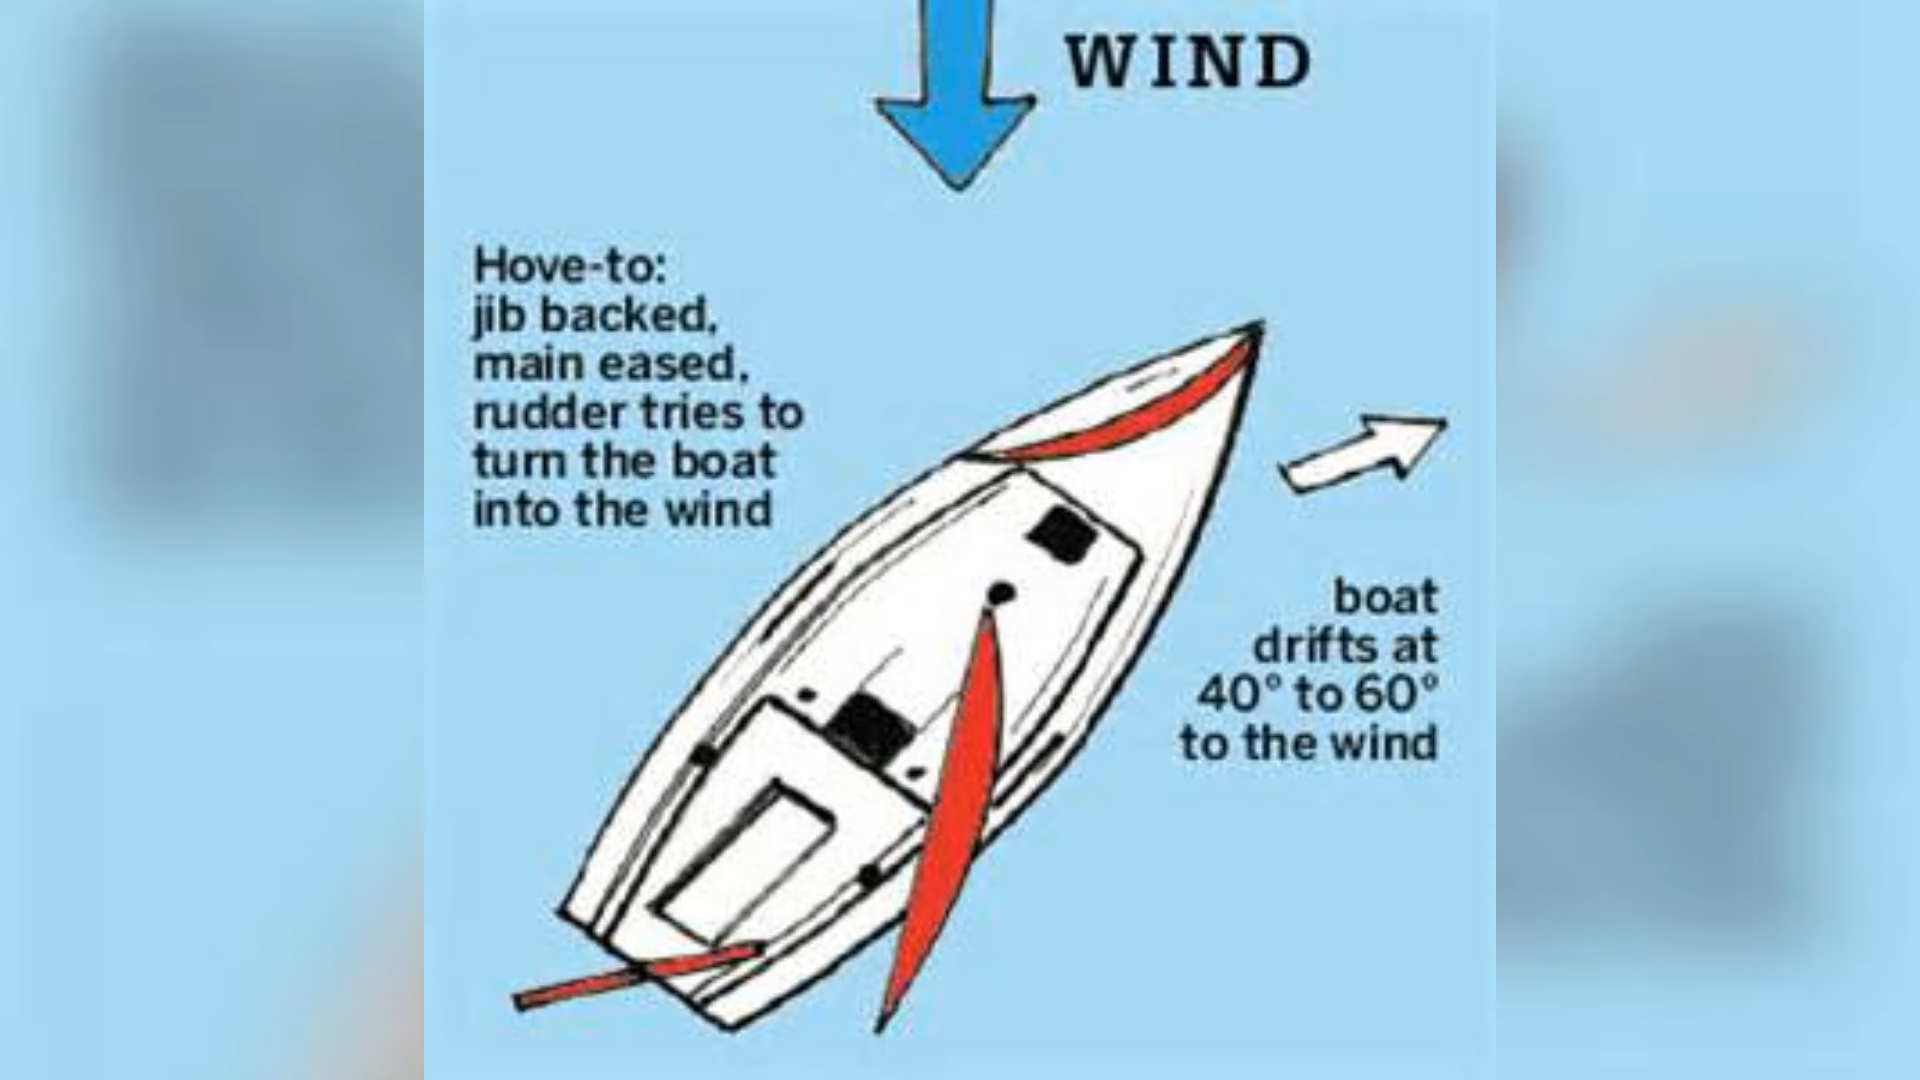 WIND
Hove-to:
jib backed,
main eased,
rudder tries to
turn the boat
into the wind
boat
drifts at
40° to 60°
to the wind